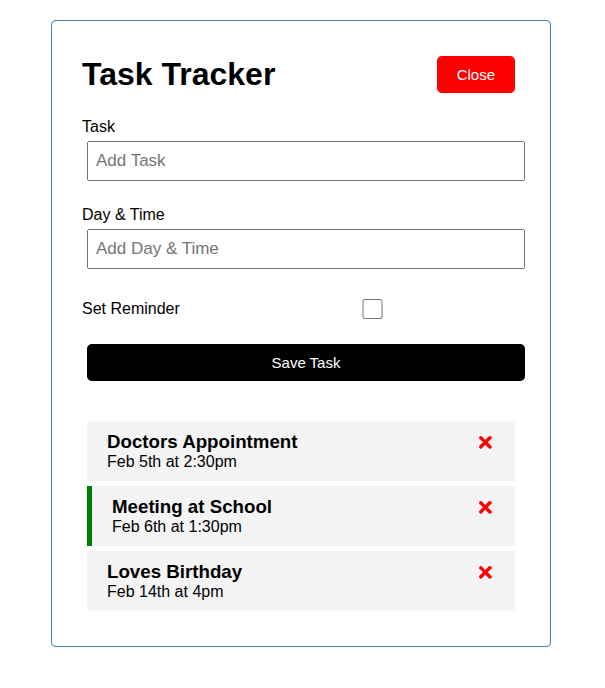 Task Tracker
Close
Task
Add Task
Day & Time
Add Day & Time
Set Reminder
Save Task
Doctors Appointment
Feb 5th at 2:30pm
Meeting at School
Feb 6th at 1:30pm
Loves Birthday
Feb 14th at 4pm